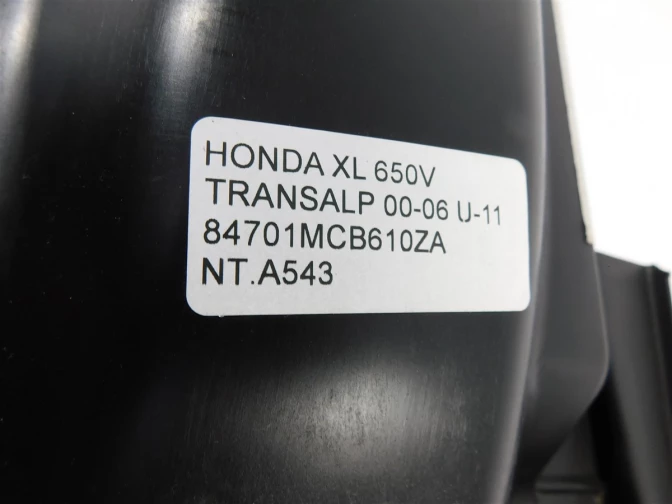 HONDA XL 650V
TRANSALP 00-06 U-11
84701MCB610ZA
NT.A543